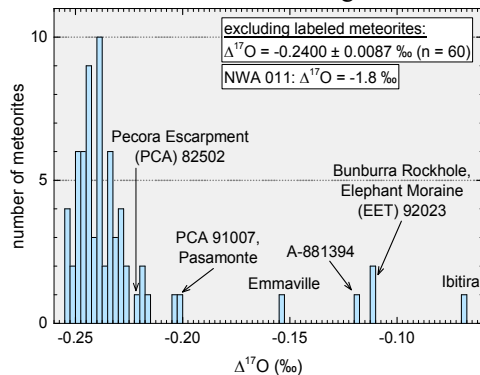 excluding labeled meteorites:
Δ¹⁷O = -0.2400 ± 0.0087 ‰ (n = 60)
NWA 011: Δ¹⁷O = -1.8 ‰
10
Pecora Escarpment
(PCA) 82502
Bunburra Rockhole,
Elephant Moraine
(EET) 92023
number of meteorites
5
PCA 91007,
Pasamonte
A-881394
Emmaville
Ibitira
0
-0.25
-0.20
-0.15
-0.10
Δ¹⁷O (‰)